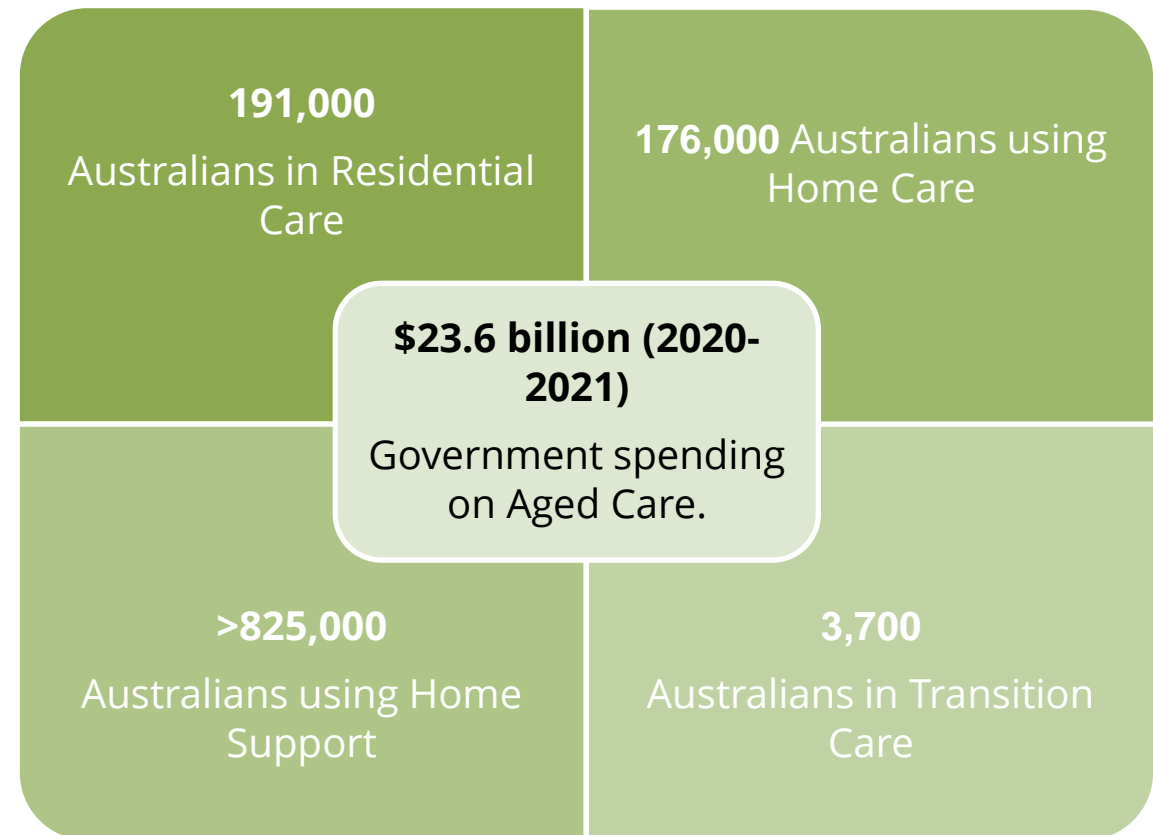 191,000
Australians in Residential
Care
176,000 Australians using
Home Care
$23.6 billion (2020-
2021)
Government spending
on Aged Care.
>825,000
Australians using Home
Support
3,700
Australians in Transition
Care